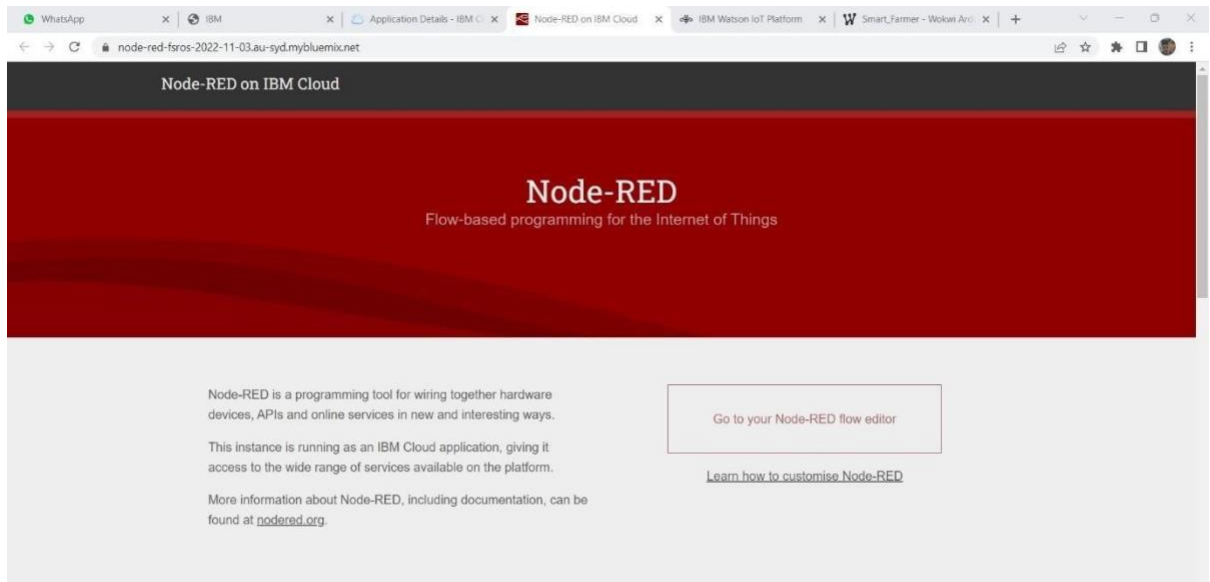 WhatsApp
IBM
Application Details - IBM Cl
Node-RED on IBM Cloud
IBM Watson IoT Platform
Smart_Farmer - Wokwi Ard
node-red-fsros-2022-11-03.au-syd.mybluemix.net
Node-RED on IBM Cloud
Node-RED
Flow-based programming for the Internet of Things
Node-RED is a programming tool for wiring together hardware
devices, APIs and online services in new and interesting ways.
This instance is running as an IBM Cloud application, giving it
access to the wide range of services available on the platform.
More information about Node-RED, including documentation, can be
found at nodered.org.
Go to your Node-RED flow editor
Learn how to customise Node-RED